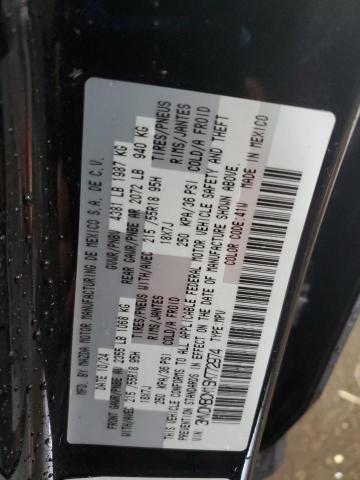 MFD. BY MAZDA MOTOR MANUFACTURING
DE MEXICO S.A. DE C.V.
DATE: 10/24
GVWR/PNBV 4381 LB 1987 KG
FRONT GAWR/PNBE AV 2355 LB 1068 KG
REAR GAWR/PNBE AR 2072 LB 940 KG
WITH/AVEC 215/55R18 95H
TIRES/PNEUS WITH/AVEC 215/55R18 95H TIRES/PNEUS
18X7J
RIMS/JANTES 18X7J RIMS/JANTES
250 KPA/36 PSI
COLD/A FROID 250 KPA/36 PSI COLD/A FROID
THIS VEHICLE CONFORMS TO ALL APPLICABLE FEDERAL MOTOR VEHICLE SAFETY AND THEFT
PREVENTION STANDARDS IN EFFECT ON THE DATE OF MANUFACTURE SHOWN ABOVE.
TYPE:MPV
COLOR CODE:41W
MADE IN MEXICO